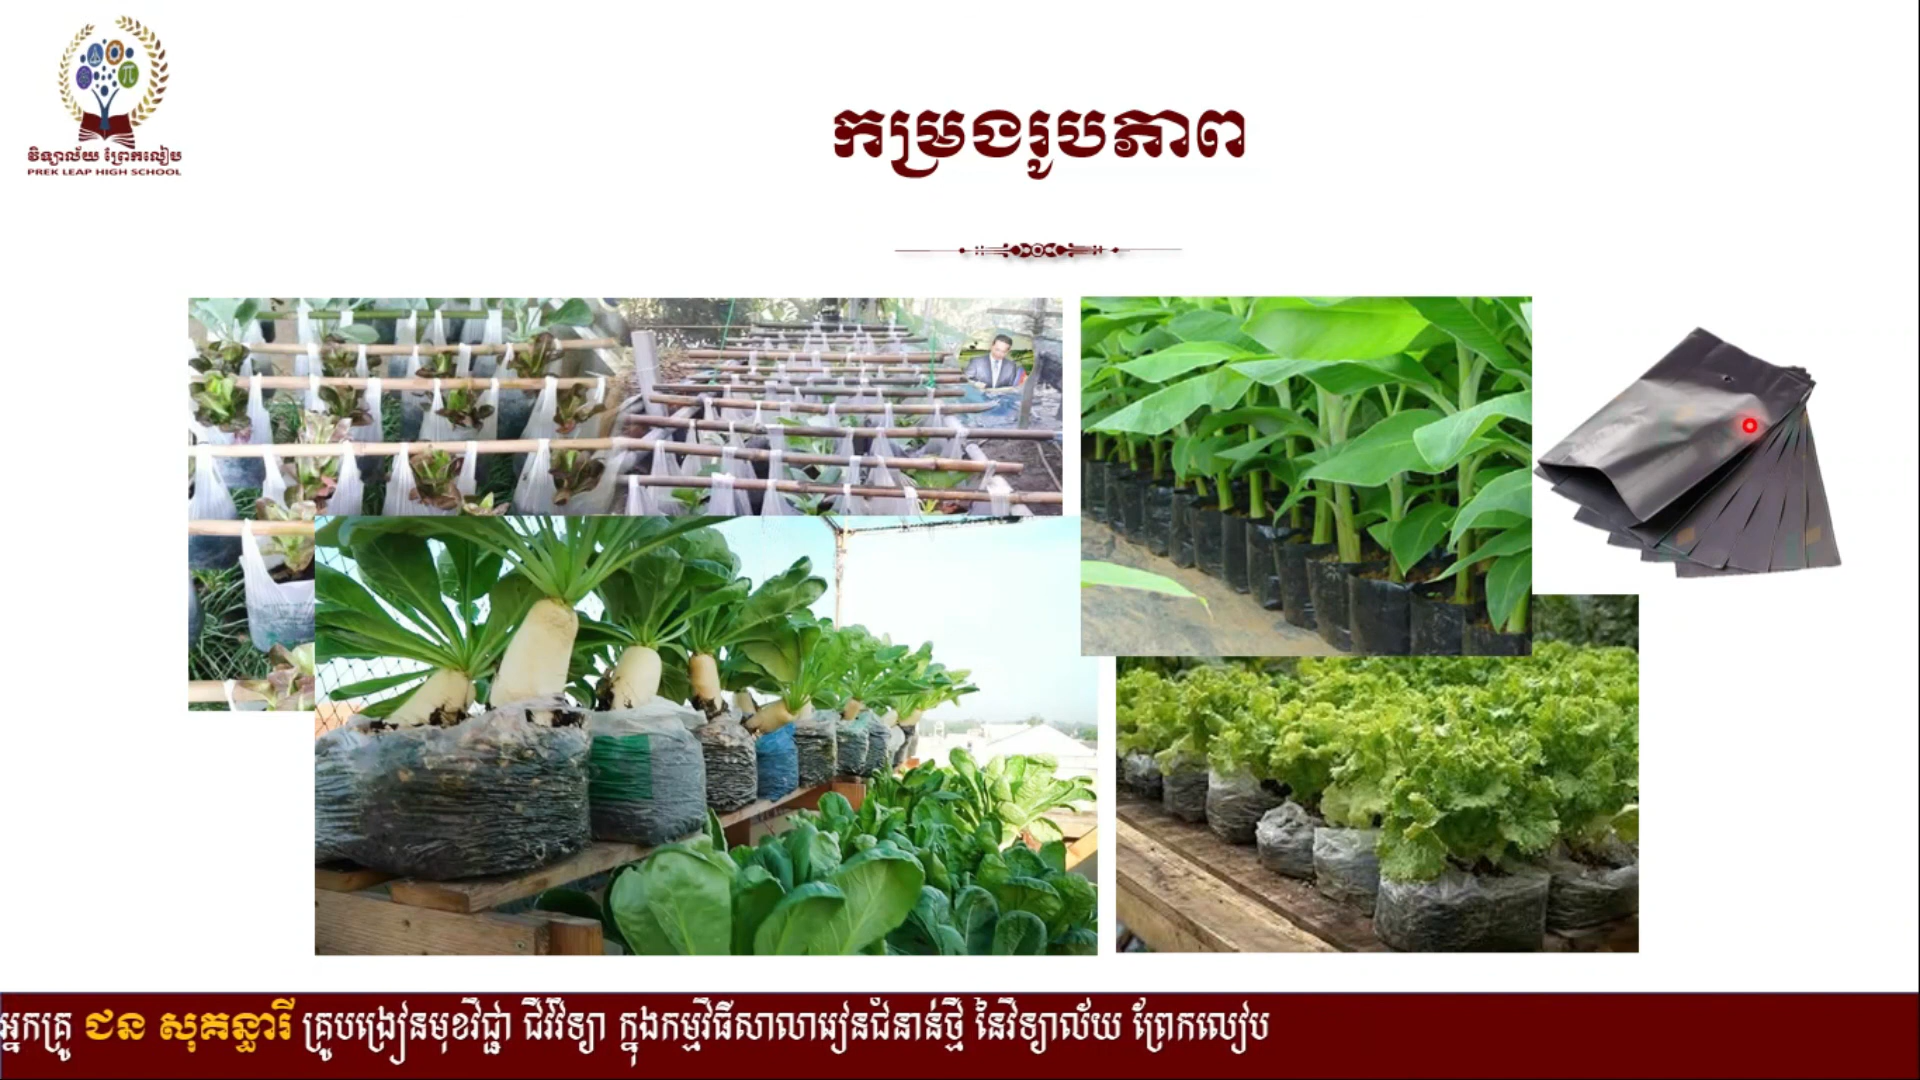 វិទ្យាល័យ ព្រែកលៀប
PREK LEAP HIGH SCHOOL
កម្រងរូបភាព
អ្នកគ្រូ ជន សុគន្ធារី គ្រូបង្រៀនមុខវិជ្ជា ជីវវិទ្យា ក្នុងកម្មវិធីសាលារៀនជំនាន់ថ្មី នៃវិទ្យាល័យ ព្រែកលៀប